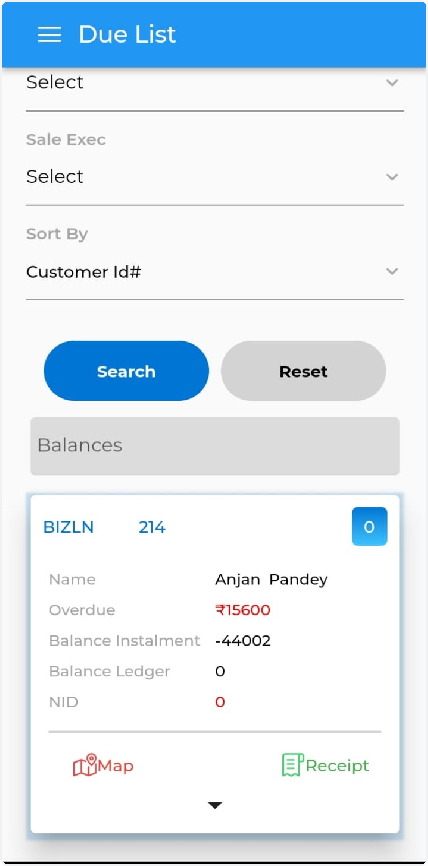 Due List
Select
Sale Exec
Select
Sort By
Customer Id#
Search Reset
Balances
BIZLN 214 0
Name Anjan Pandey
Overdue ₹15600
Balance Instalment -44002
Balance Ledger 0
NID 0
Map Receipt